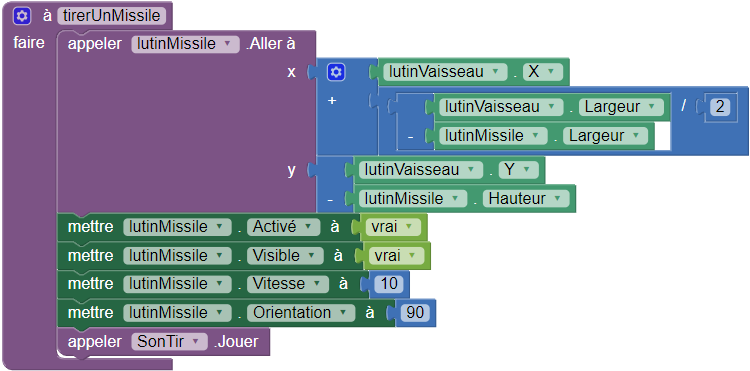 à tirerUnMissile
faire appeler lutinMissile .Aller à
x lutinVaisseau . X
+ lutinVaisseau . Largeur / 2
- lutinMissile . Largeur
y lutinVaisseau . Y
- lutinMissile . Hauteur
mettre lutinMissile . Activé à vrai
mettre lutinMissile . Visible à vrai
mettre lutinMissile . Vitesse à 10
mettre lutinMissile . Orientation à 90
appeler SonTir .Jouer